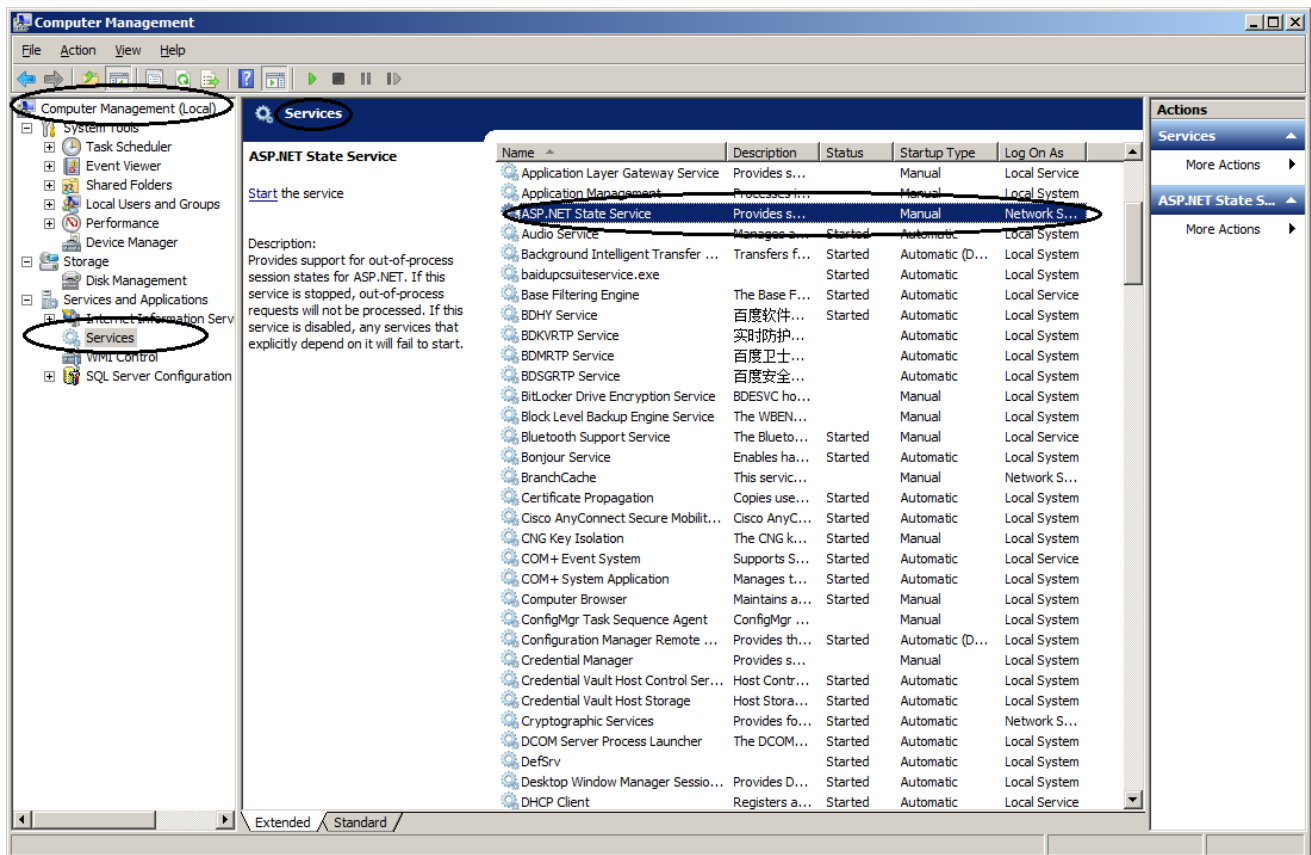 Computer Management
File Action View Help
Computer Management (Local)
System Tools
Task Scheduler
Event Viewer
Shared Folders
Local Users and Groups
Performance
Device Manager
Storage
Disk Management
Services and Applications
Internet Information Serv
Services
WMI Control
SQL Server Configuration
Services
ASP.NET State Service
Start the service
Description:
Provides support for out-of-process
session states for ASP.NET. If this
service is stopped, out-of-process
requests will not be processed. If this
service is disabled, any services that
explicitly depend on it will fail to start.
Name Description Status Startup Type Log On As
Application Layer Gateway Service Provides s... Manual Local Service
Application Management Processes i... Manual Local System
ASP.NET State Service Provides s... Manual Network S...
Audio Service Manages a... Started Automatic Local System
Background Intelligent Transfer ... Transfers f... Started Automatic (D... Local System
baidupcsuiteservice.exe Started Automatic Local System
Base Filtering Engine The Base F... Started Automatic Local Service
BDHY Service 百度软件... Started Automatic Local System
BDKVRTP Service 实时防护... Automatic Local System
BDMRTP Service 百度卫士... Automatic Local System
BDSGRTP Service 百度安全... Automatic Local System
BitLocker Drive Encryption Service BDESVC ho... Manual Local System
Block Level Backup Engine Service The WBEN... Manual Local System
Bluetooth Support Service The Blueto... Started Manual Local Service
Bonjour Service Enables ha... Started Automatic Local System
BranchCache This servic... Manual Network S...
Certificate Propagation Copies use... Started Automatic Local System
Cisco AnyConnect Secure Mobilit... Cisco AnyC... Started Automatic Local System
CNG Key Isolation The CNG k... Started Manual Local System
COM+ Event System Supports S... Started Automatic Local Service
COM+ System Application Manages t... Started Automatic Local System
Computer Browser Maintains a... Started Manual Local System
ConfigMgr Task Sequence Agent ConfigMgr ... Manual Local System
Configuration Manager Remote ... Provides th... Started Automatic (D... Local System
Credential Manager Provides s... Manual Local System
Credential Vault Host Control Ser... Host Contr... Started Automatic Local System
Credential Vault Host Storage Host Stora... Started Automatic Local System
Cryptographic Services Provides fo... Started Automatic Network S...
DCOM Server Process Launcher The DCOM... Started Automatic Local System
DefSrv Started Automatic Local System
Desktop Window Manager Sessio... Provides D... Started Automatic Local System
DHCP Client Registers a... Started Automatic Local Service
Extended Standard
Actions
Services
More Actions
ASP.NET State S...
More Actions